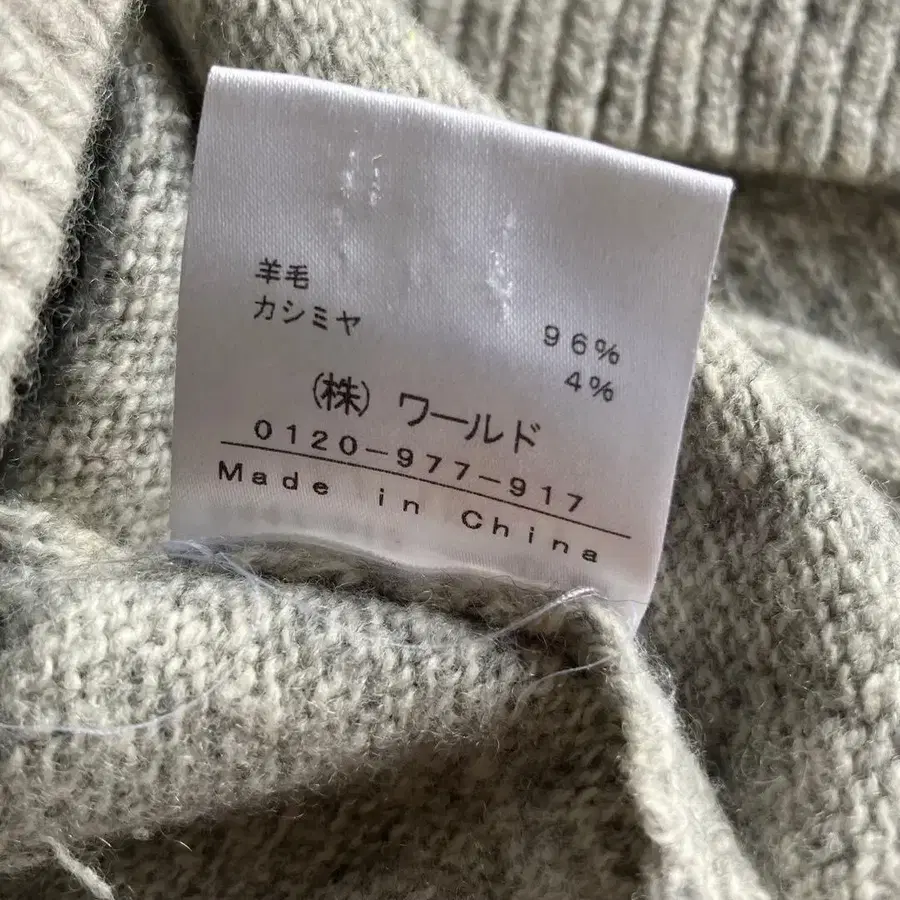 羊毛 96%
カシミヤ 4%
(株) ワールド
0120-977-917
Made in China